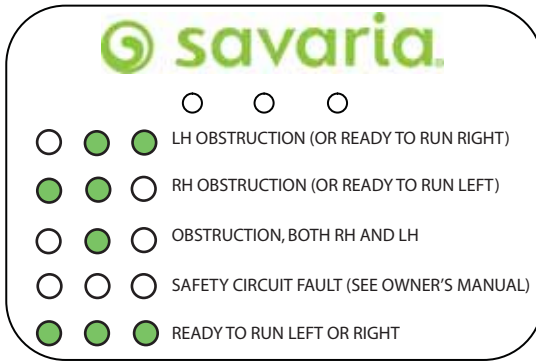 savaria.
LH OBSTRUCTION (OR READY TO RUN RIGHT)
RH OBSTRUCTION (OR READY TO RUN LEFT)
OBSTRUCTION, BOTH RH AND LH
SAFETY CIRCUIT FAULT (SEE OWNER'S MANUAL)
READY TO RUN LEFT OR RIGHT